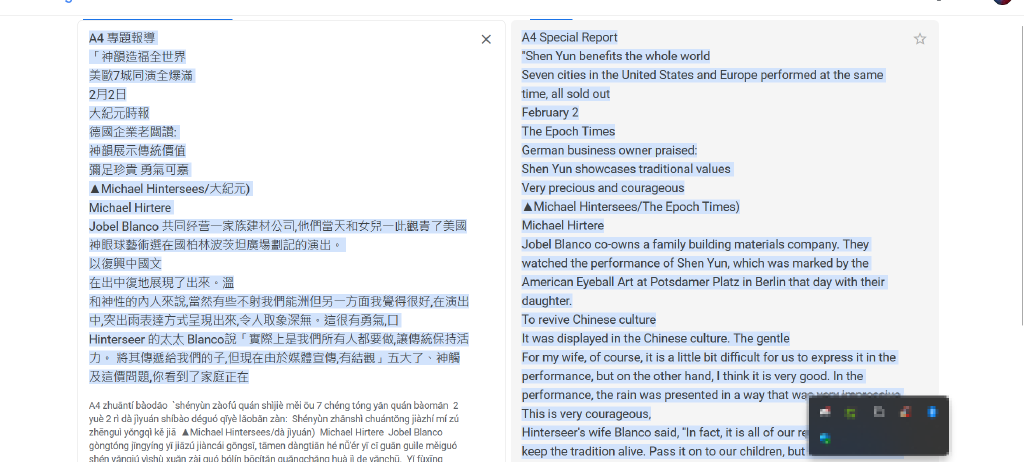 A4 專題報導
「神韻造福全世界
美歐7城同演全爆滿
2月2日
大紀元時報
德國企業老闆讚:
神韻展示傳統價值
彌足珍貴 勇氣可嘉
▲Michael Hintersees/大紀元)
Michael Hirtere
Jobel Blanco 共同经营一家族建材公司,他們當天和女兒一此觀責了美國
神眼球藝術選在國柏林波茨坦廣場劃記的演出。
以復興中國文
在出中復地展現了出來。溫
和神性的內人來說,當然有些不射我們能洲但另一方面我覺得很好,在演出
中,突出雨表達方式呈現出來,令人取象深無。這很有勇氣,口
Hinterseer 的太太 Blanco說「實際上是我們所有人都要做,讓傳統保持活
力。 將其傳遞給我們的子,但現在由於媒體宣傳,有結觀」五大了、神觸
及這價問題,你看到了家庭正在
A4 zhuāntí bàodǎo `shényùn zàofú quán shìjiè měi ōu 7 chéng tóng yǎn quán bàomǎn 2
yuè 2 rì dà jìyuán shíbào déguó qǐyè lǎobǎn zàn: Shényùn zhǎnshì chuántǒng jiàzhí mí zú
zhēnguì yǒngqì kě jiā ▲Michael Hintersees/dà jìyuán) Michael Hirtere Jobel Blanco
gòngtóng jīngyíng yī jiāzú jiàncái gōngsī, tāmen dàngtiān hé nǚ'ér yī cǐ guān guile měiguó
shén yǎnqiú yìshù xuǎn zài guó bólín bōcítǎn guǎngchǎng huà jì de yǎnchū. Yǐ fùxīng
A4 Special Report
"Shen Yun benefits the whole world
Seven cities in the United States and Europe performed at the same
time, all sold out
February 2
The Epoch Times
German business owner praised:
Shen Yun showcases traditional values
Very precious and courageous
▲Michael Hintersees/The Epoch Times)
Michael Hirtere
Jobel Blanco co-owns a family building materials company. They
watched the performance of Shen Yun, which was marked by the
American Eyeball Art at Potsdamer Platz in Berlin that day with their
daughter.
To revive Chinese culture
It was displayed in the Chinese culture. The gentle
For my wife, of course, it is a little bit difficult for us to express it in the
performance, but on the other hand, I think it is very good. In the
performance, the rain was presented in a way that was very impressive.
This is very courageous,
Hinterseer's wife Blanco said, "In fact, it is all of our
keep the tradition alive. Pass it on to our children, but